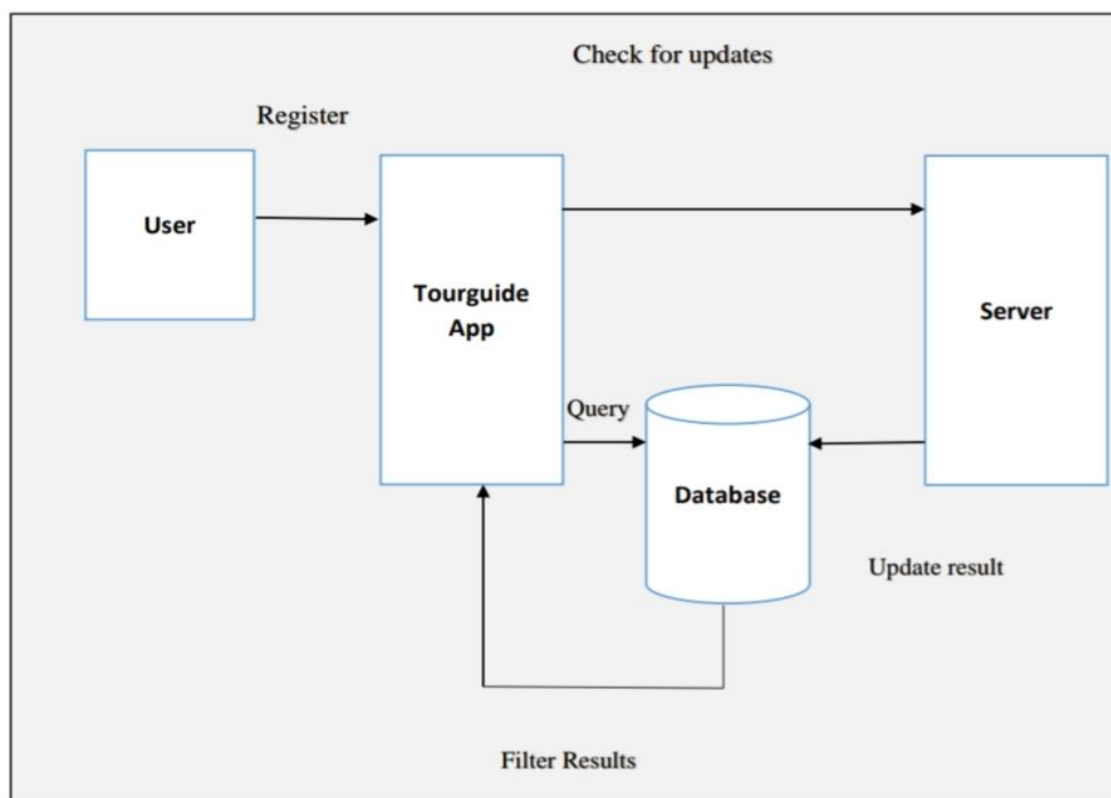 Check for updates
Register
User
Tourguide
App
Server
Query
Database
Update result
Filter Results